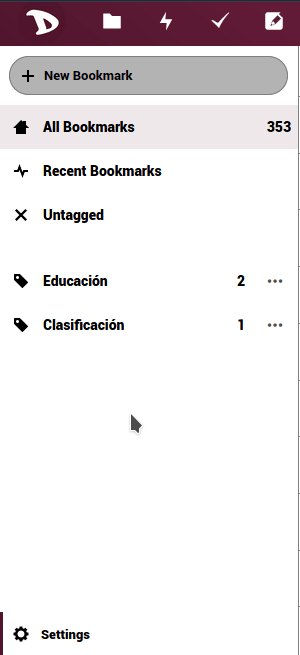 New Bookmark
All Bookmarks 353
Recent Bookmarks
Untagged
Educación 2
Clasificación 1
Settings